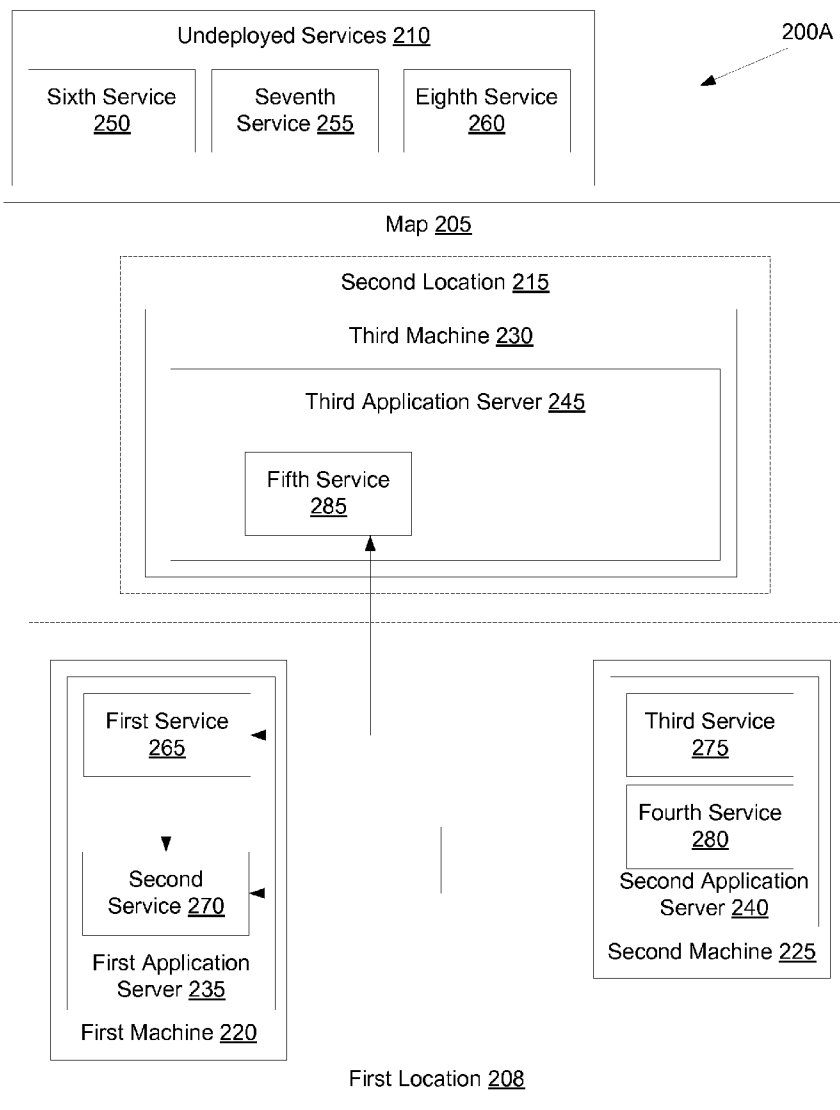 Undeployed Services 210
200A
Sixth Service
250
Seventh
Service 255
Eighth Service
260
Map 205
Second Location 215
Third Machine 230
Third Application Server 245
Fifth Service
285
First Service
265
Third Service
275
Fourth Service
280
Second
Service 270
Second Application
Server 240
Second Machine 225
First Application
Server 235
First Machine 220
First Location 208